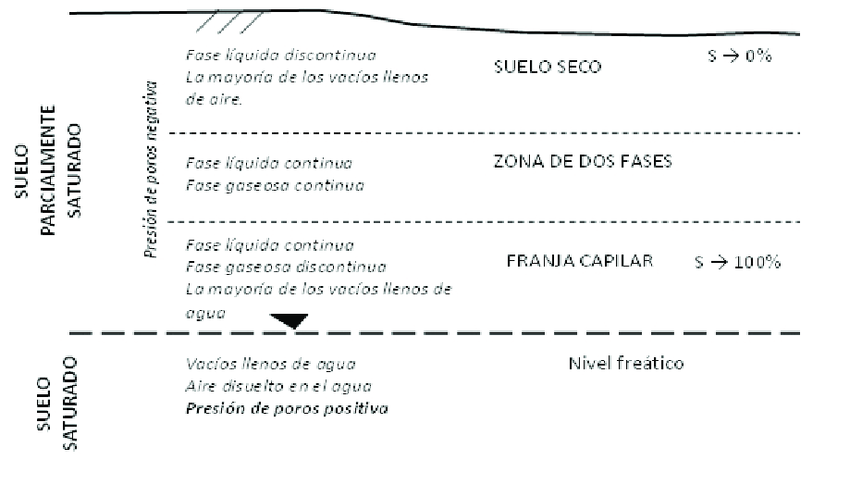 SUELO
PARCIALMENTE
SATURADO
Presión de poros negativa
Fase líquida discontinua
La mayoría de los vacíos llenos
de aire.
SUELO SECO
S → 0%
Fase líquida continua
Fase gaseosa continua
ZONA DE DOS FASES
Fase líquida continua
Fase gaseosa discontinua
La mayoría de los vacíos llenos de
agua
FRANJA CAPILAR
S → 100%
SUELO
SATURADO
Vacíos llenos de agua
Aire disuelto en el agua
Presión de poros positiva
Nivel freático